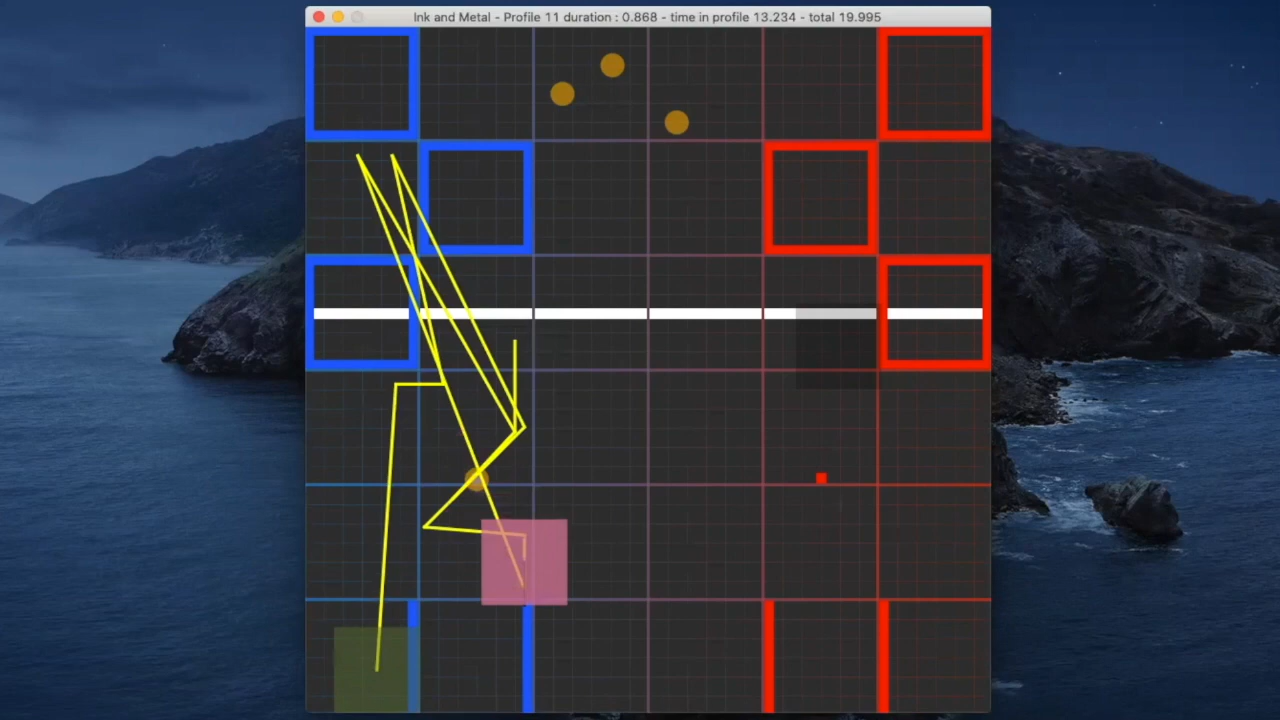 Ink and Metal - Profile 11 duration : 0.868 - time in profile 13.234 - total 19.995